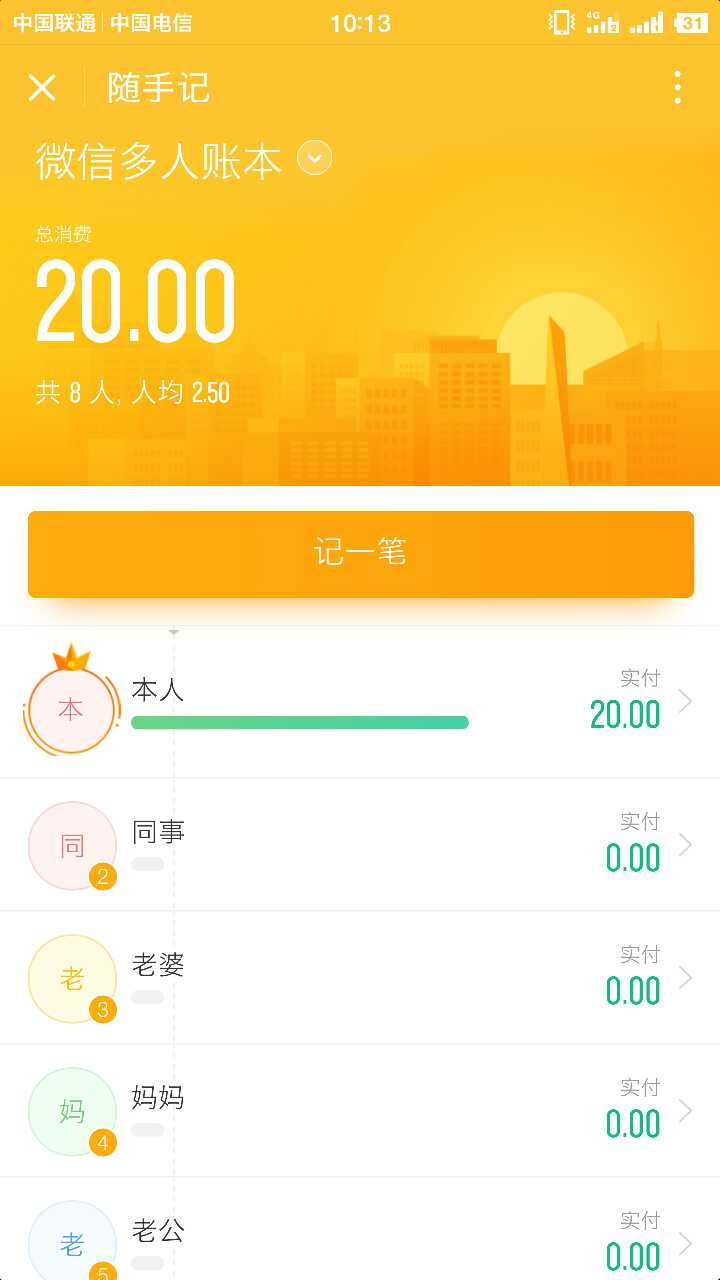 中国联通 | 中国电信 10:13 4G 2 1 31
随手记
微信多人账本
总消费
20.00
共 8 人, 人均 2.50
记一笔
本 本人 实付
20.00
同 2 同事 实付
0.00
老 3 老婆 实付
0.00
妈 4 妈妈 实付
0.00
老 5 老公 实付
0.00